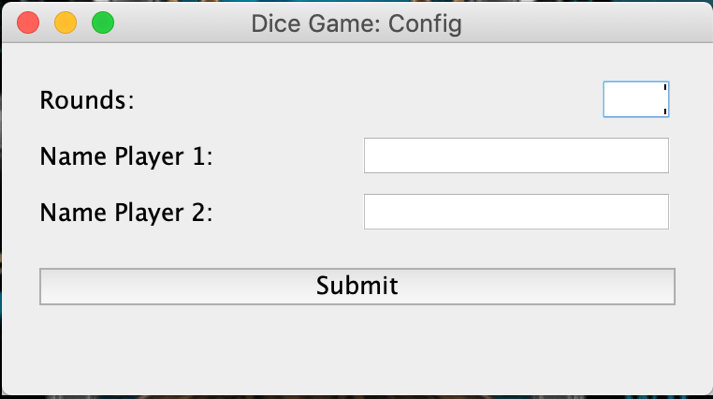 Dice Game: Config
Rounds:
Name Player 1:
Name Player 2:
Submit